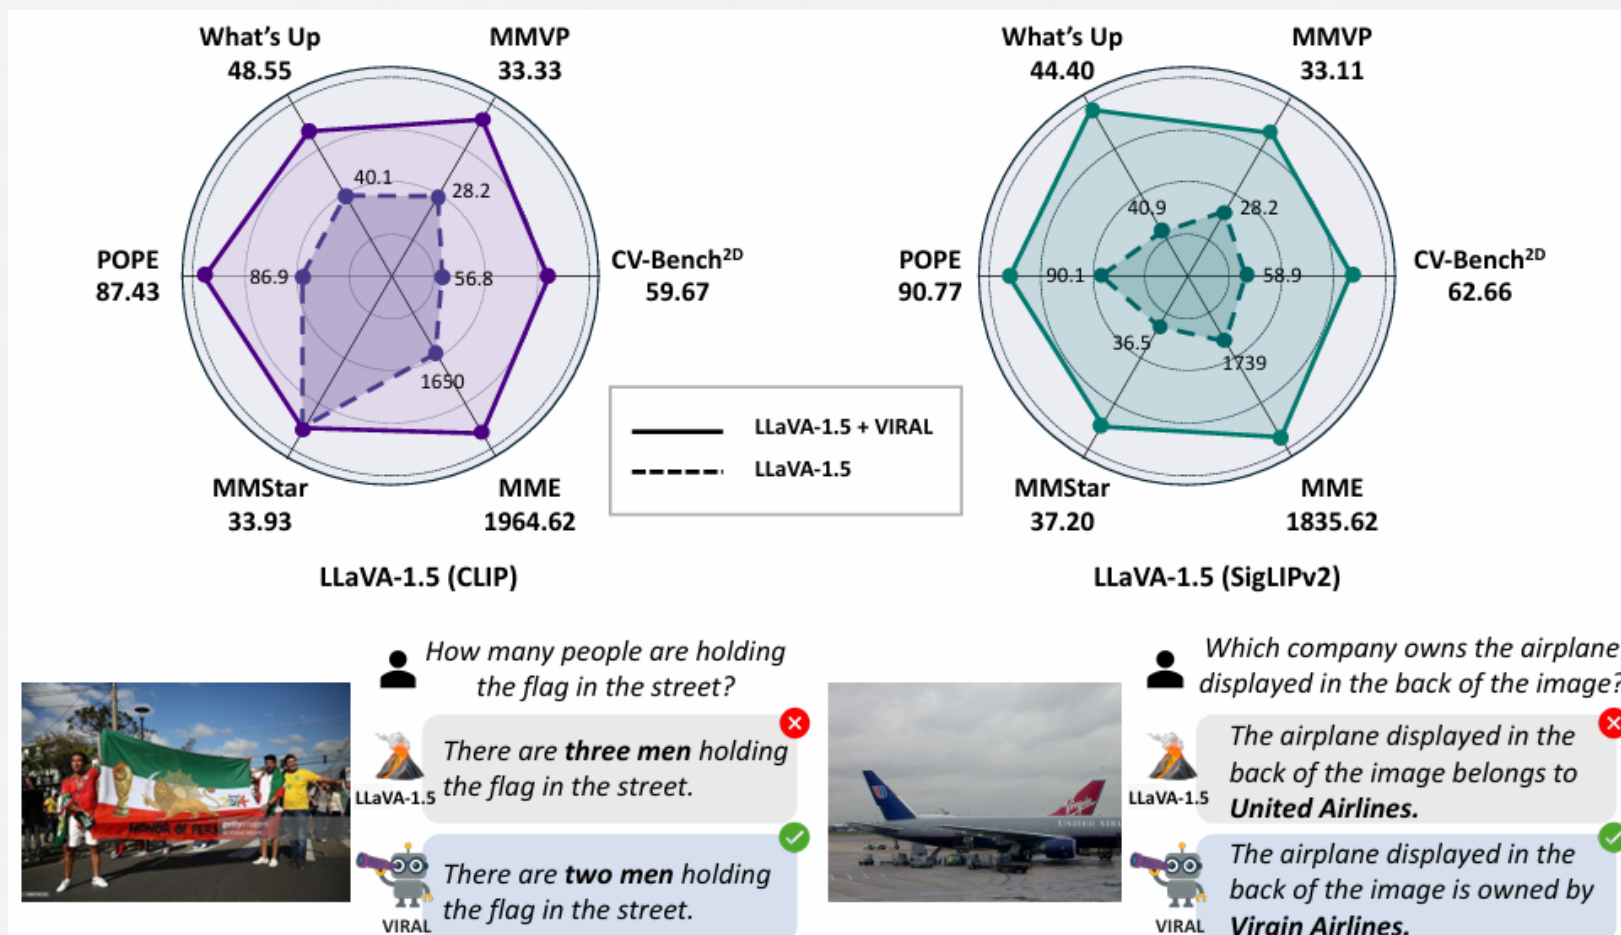 What's Up
48.55
MMVP
33.33
40.1
28.2
POPE
87.43
86.9
56.8
CV-Bench2D
59.67
1650
MMStar
33.93
MME
1964.62
LLaVA-1.5 (CLIP)
LLaVA-1.5 + VIRAL
LLaVA-1.5
What's Up
44.40
MMVP
33.11
40.9
28.2
POPE
90.77
90.1
58.9
CV-Bench2D
62.66
36.5
1739
MMStar
37.20
MME
1835.62
LLaVA-1.5 (SigLIPv2)
How many people are holding
the flag in the street?
There are three men holding
the flag in the street.
LLaVA-1.5
There are two men holding
the flag in the street.
VIRAL
HONOR OF PERS
gettyimages
Which company owns the airplane
displayed in the back of the image?
The airplane displayed in the
back of the image belongs to
United Airlines.
LLaVA-1.5
The airplane displayed in the
back of the image is owned by
Virgin Airlines.
VIRAL
Virgin
UNITED AIRL